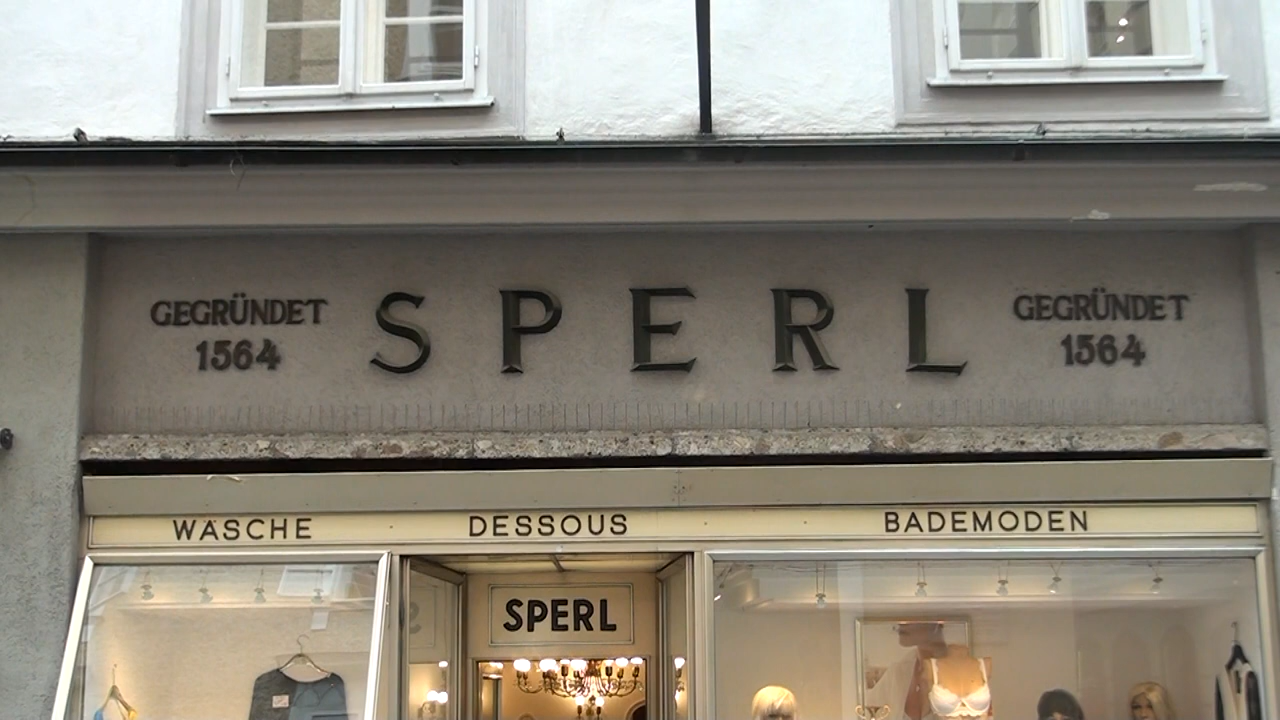 GEGRÜNDET
1564
SPERL
GEGRÜNDET
1564
WÄSCHE DESSOUS BADEMODEN
SPERL